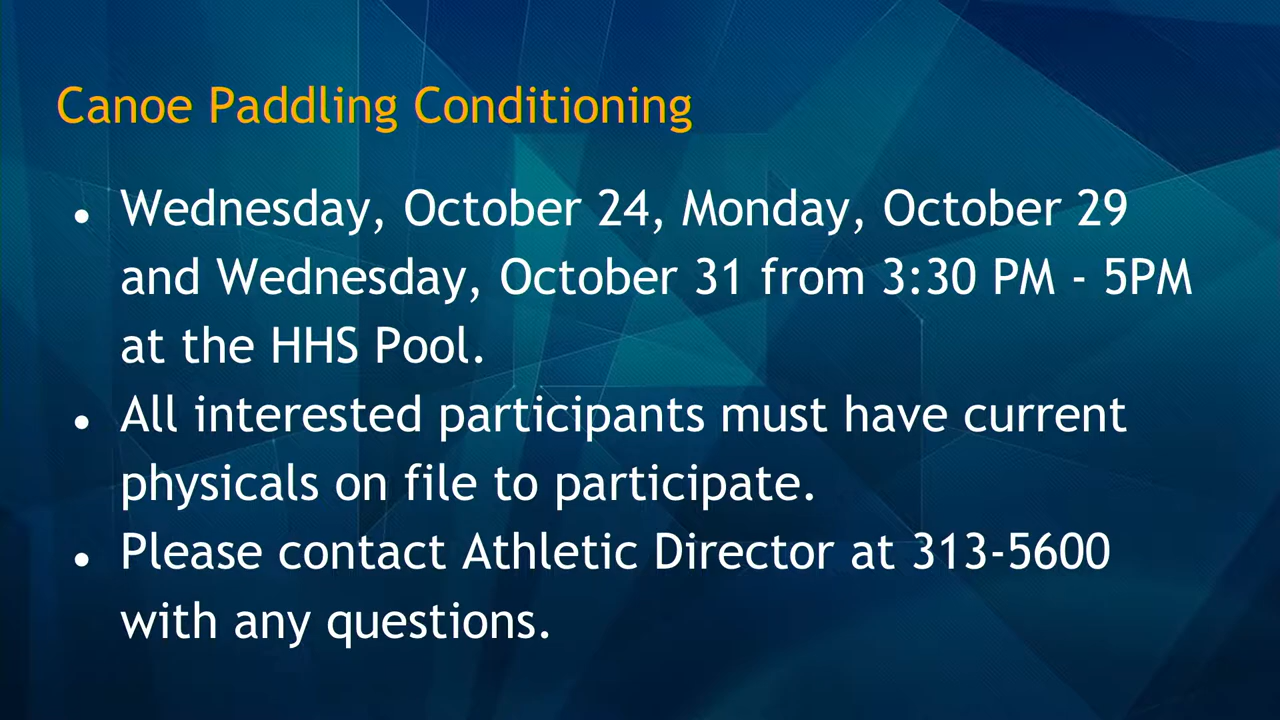 Canoe Paddling Conditioning
• Wednesday, October 24, Monday, October 29
and Wednesday, October 31 from 3:30 PM - 5PM
at the HHS Pool.
• All interested participants must have current
physicals on file to participate.
• Please contact Athletic Director at 313-5600
with any questions.